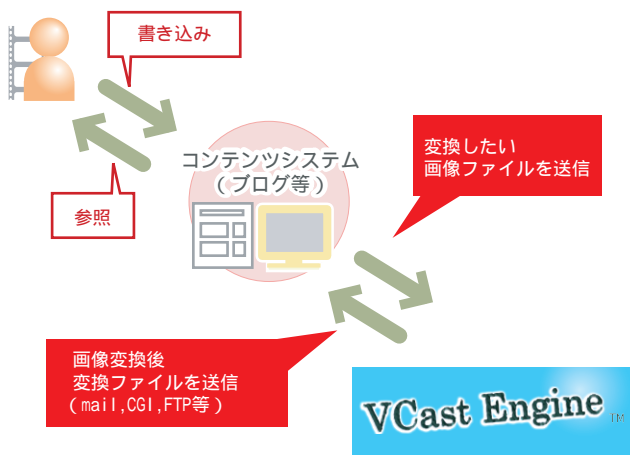 書き込み
参照
コンテンツシステム
(ブログ等)
変換したい
画像ファイルを送信
画像変換後
変換ファイルを送信
(mail,CGI,FTP等)
VCast Engine™